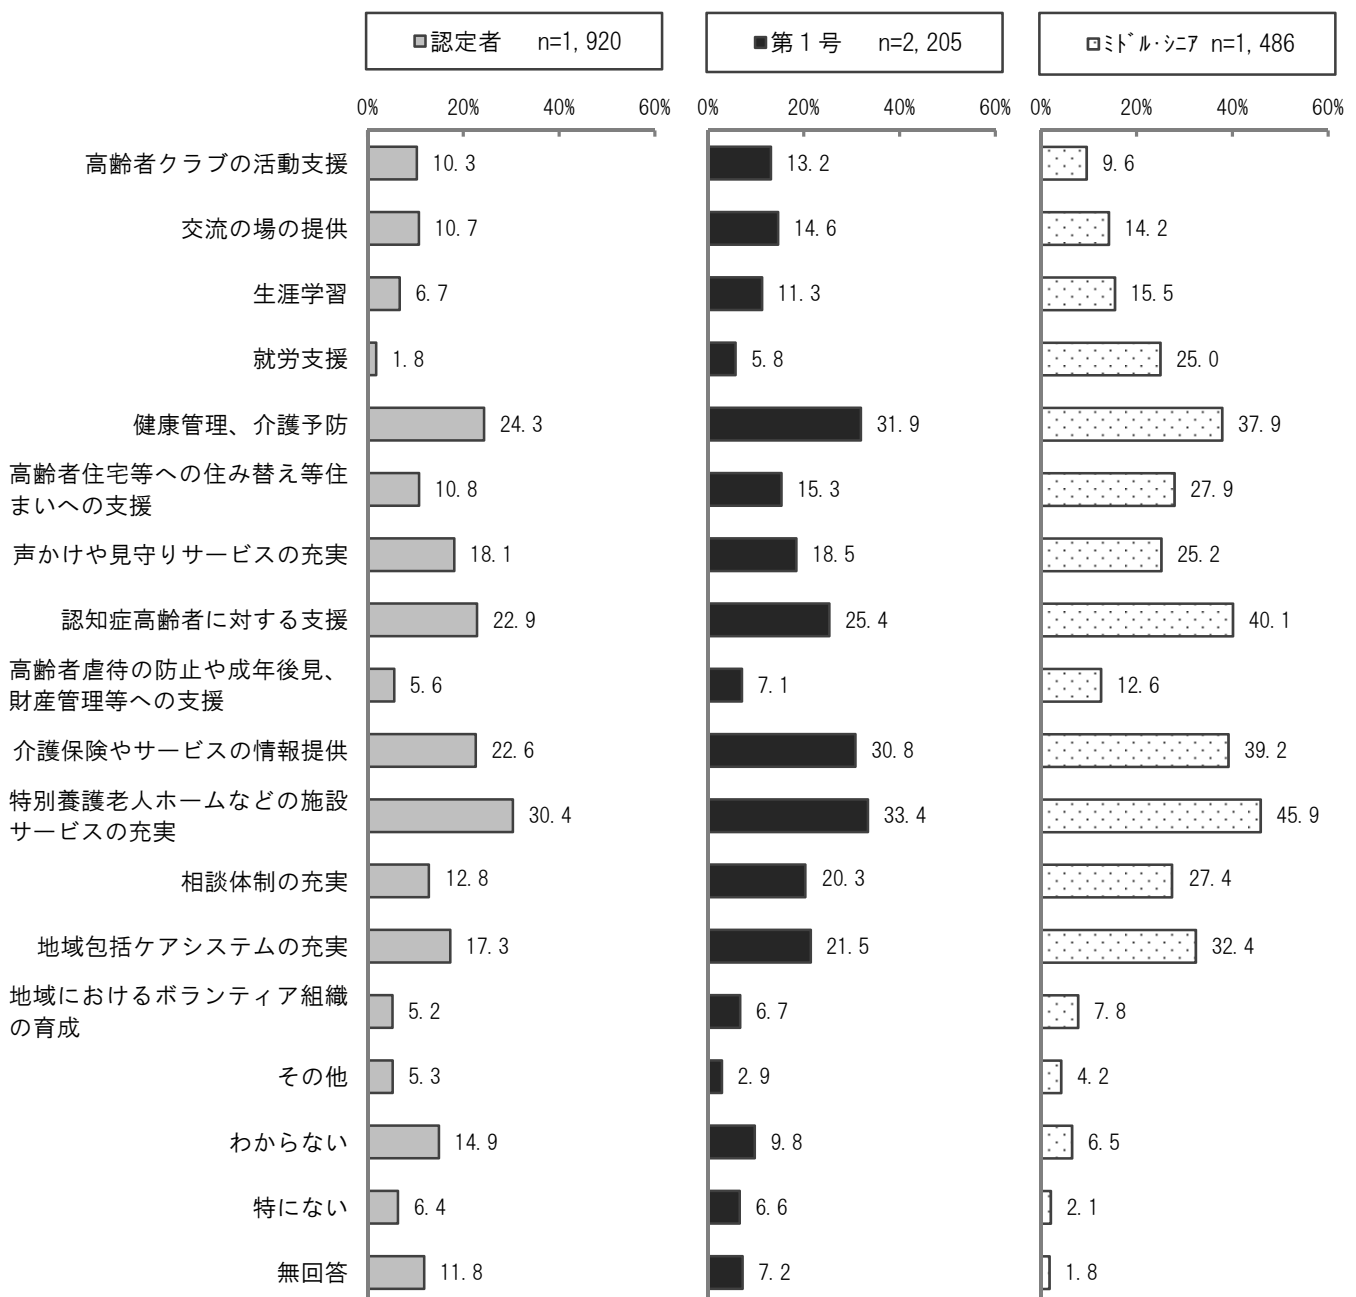 認定者 n=1,920
第1号 n=2,205
ﾐﾄﾞﾙ･ｼﾆｱ n=1,486
0% 20% 40% 60%
0% 20% 40% 60%
0% 20% 40% 60%
高齢者クラブの活動支援 10.3 13.2 9.6
交流の場の提供 10.7 14.6 14.2
生涯学習 6.7 11.3 15.5
就労支援 1.8 5.8 25.0
健康管理、介護予防 24.3 31.9 37.9
高齢者住宅等への住み替え等住
まいへの支援 10.8 15.3 27.9
声かけや見守りサービスの充実 18.1 18.5 25.2
認知症高齢者に対する支援 22.9 25.4 40.1
高齢者虐待の防止や成年後見、
財産管理等への支援 5.6 7.1 12.6
介護保険やサービスの情報提供 22.6 30.8 39.2
特別養護老人ホームなどの施設
サービスの充実 30.4 33.4 45.9
相談体制の充実 12.8 20.3 27.4
地域包括ケアシステムの充実 17.3 21.5 32.4
地域におけるボランティア組織
の育成 5.2 6.7 7.8
その他 5.3 2.9 4.2
わからない 14.9 9.8 6.5
特にない 6.4 6.6 2.1
無回答 11.8 7.2 1.8